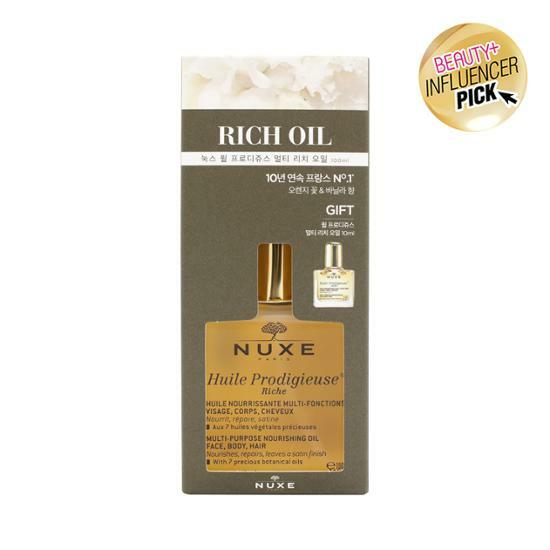 BEAUTY+
INFLUENCER
PICK
RICH OIL
눅스 윌 프로디쥬스 멀티 리치 오일 100ml
10년 연속 프랑스 No.1*
오렌지 꽃 & 바닐라 향
GIFT
윌 프로디쥬스
멀티 리치 오일 10ml
NUXE
PARIS
Huile Prodigieuse®
Riche
HUILE NOURRISSANTE MULTI-FONCTIONS
VISAGE, CORPS, CHEVEUX
Nourrit, répare, satine
Aux 7 huiles végétales précieuses
MULTI-PURPOSE NOURISHING OIL
FACE, BODY, HAIR
Nourishes, repairs, leaves a satin finish
With 7 precious botanical oils
NUXE
NUXE